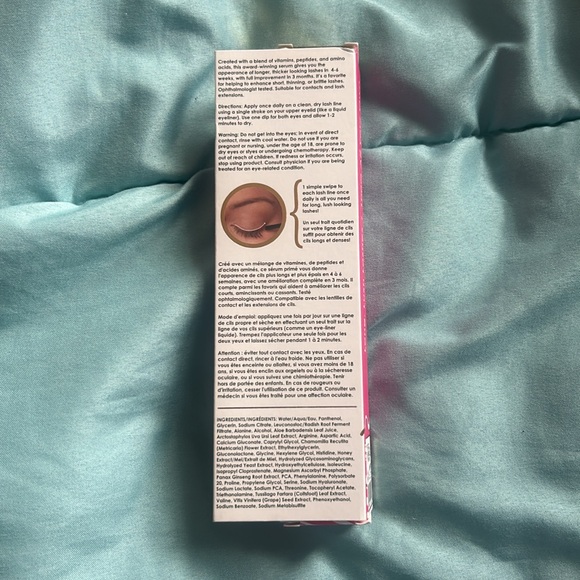 Created with a blend of vitamins, peptides, and amino
acids, this award-winning serum gives you the
appearance of longer, thicker looking lashes in 4-6
weeks, with full improvement in 3 months. It's a favorite
for helping to enhance short, thinning, or brittle lashes.
Ophthalmologist tested. Suitable for contacts and lash
extensions.
Directions: Apply once daily on a clean, dry lash line
using a single stroke on your upper eyelid (like a liquid
eyeliner). Use one dip for both eyes and allow 1-2
minutes to dry.
Warning: Do not get into the eyes; in event of direct
contact, rinse with cool water. Do not use if you are
pregnant or nursing, under the age of 18, are prone to
dry eyes or styes or undergoing chemotherapy. Keep
out of reach of children. If redness or irritation occurs,
stop using product. Consult physician if you are being
treated for an eye-related condition.
1 simple swipe to
each lash line once
daily is all you need
for long, lush looking
lashes!
Un seul trait quotidien
sur votre ligne de cils
suffit pour obtenir des
cils longs et denses!
Créé avec un mélange de vitamines, de peptides et
d'acides aminés, ce sérum primé vous donne
l'apparence de cils plus longs et plus épais en 4 à 6
semaines, avec une amélioration complète en 3 mois. Il
compte parmi les favoris qui aident à améliorer les cils
courts, amincissants ou cassants. Testé
ophtalmologiquement. Compatible avec les lentilles de
contact et les extensions de cils.
Mode d'emploi: appliquez une fois par jour sur une ligne
de cils propre et sèche en effectuant un seul trait sur la
ligne de vos cils supérieurs (comme un eye-liner
liquide). Trempez l'applicateur une seule fois pour les
deux yeux et laissez sécher pendant 1 à 2 minutes.
Attention : éviter tout contact avec les yeux. En cas de
contact direct, rincer à l'eau froide. Ne pas utiliser si
vous êtes enceinte ou allaitez, si vous avez moins de 18
ans, si vous êtes enclin aux orgelets ou à la sécheresse
oculaire, ou si vous suivez une chimiothérapie. Tenir
hors de portée des enfants. En cas de rougeurs ou
d'irritation, cesser l'utilisation de ce produit. Consultez un
médecin si vous êtes traité pour une affection oculaire.
INGREDIENTS/INGRÉDIENTS: Water/Aqua/Eau, Panthenol,
Glycerin, Sodium Citrate, Leuconostoc/Radish Root Ferment
Filtrate, Alanine, Alcohol, Aloe Barbadensis Leaf Juice,
Arctostaphylos Uva Ursi Leaf Extract, Arginine, Aspartic Acid,
Calcium Gluconate, Caprylyl Glycol, Chamomilla Recutita
(Matricaria) Flower Extract, Ethylhexylglycerin,
Gluconolactone, Glycine, Hexylene Glycol, Histidine, Honey
Extract/Mel/Extrait de Miel, Hydrolyzed Glycosaminoglycans,
Hydrolyzed Yeast Extract, Hydroxyethylcellulose, Isoleucine,
Isopropyl Cloprostenate, Magnesium Ascorbyl Phosphate,
Panax Ginseng Root Extract, PCA, Phenylalanine, Polysorbate
20, Proline, Propylene Glycol, Serine, Sodium Hyaluronate,
Sodium Lactate, Sodium PCA, Threonine, Tocopheryl Acetate,
Triethanolamine, Tussilago Farfara (Coltsfoot) Leaf Extract,
Valine, Vitis Vinifera (Grape) Seed Extract, Phenoxyethanol,
Sodium Benzoate, Sodium Metabisulfite